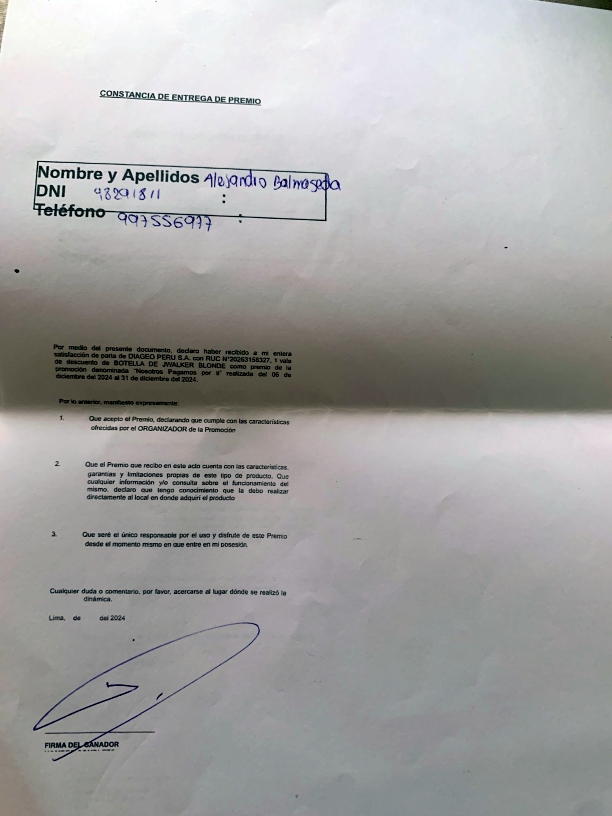 CONSTANCIA DE ENTREGA DE PREMIO
Nombre y Apellidos Alejandro Balmaseda
DNI 48291811 :
Teléfono 997556977 :
Por medio del presente documento, declaro haber recibido a mi entera
satisfacción de parte de DIAGEO PERU S.A. con RUC N°20263158327, 1 vale
de descuento de BOTELLA DE JWALKER BLONDE como premio de la
promoción denominada "Nosotros Pagamos por ti" realizada del 06 de
diciembre del 2024 al 31 de diciembre del 2024.
Por lo anterior, manifiesto expresamente:
1. Que acepto el Premio, declarando que cumple con las características
ofrecidas por el ORGANIZADOR de la Promoción
2. Que el Premio que recibo en este acto cuenta con las características,
garantías y limitaciones propias de este tipo de producto. Que
cualquier información y/o consulta sobre el funcionamiento del
mismo, declaro que tengo conocimiento que la debo realizar
directamente al local en donde adquirí el producto
3. Que seré el único responsable por el uso y disfrute de este Premio
desde el momento mismo en que entre en mi posesión.
Cualquier duda o comentario, por favor, acercarse al lugar dónde se realizó la
dinámica.
Lima, de del 2024
FIRMA DEL GANADOR